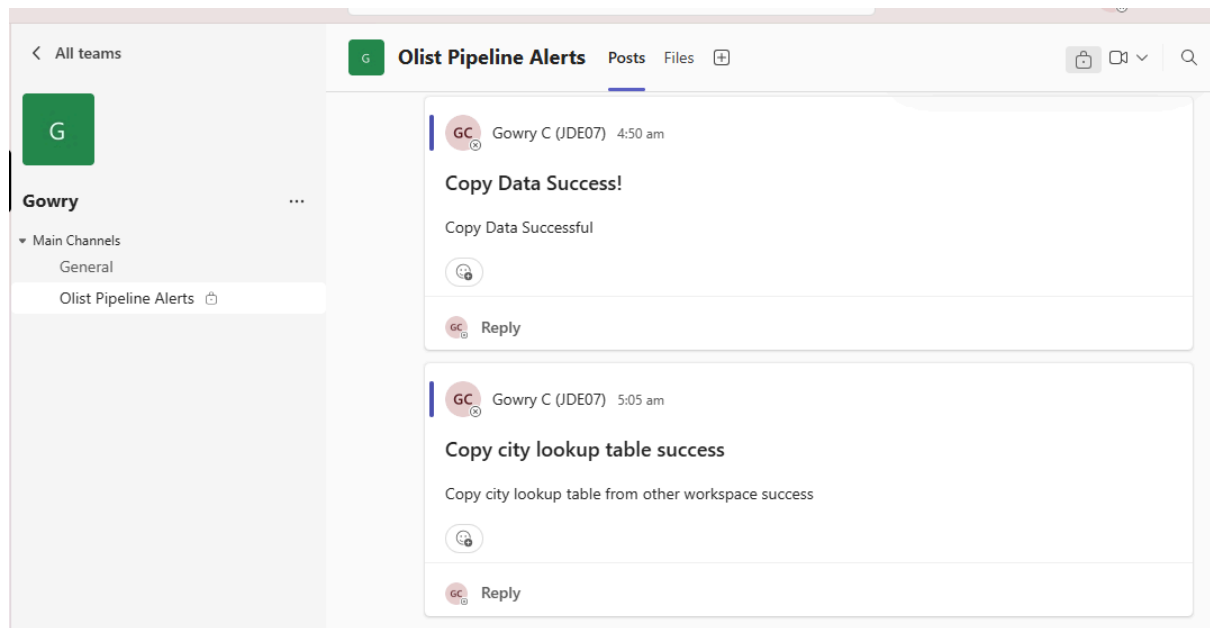 All teams
G
Gowry
Main Channels
General
Olist Pipeline Alerts
G
Olist Pipeline Alerts Posts Files
GC Gowry C (JDE07) 4:50 am
Copy Data Success!
Copy Data Successful
GC Reply
GC Gowry C (JDE07) 5:05 am
Copy city lookup table success
Copy city lookup table from other workspace success
GC Reply